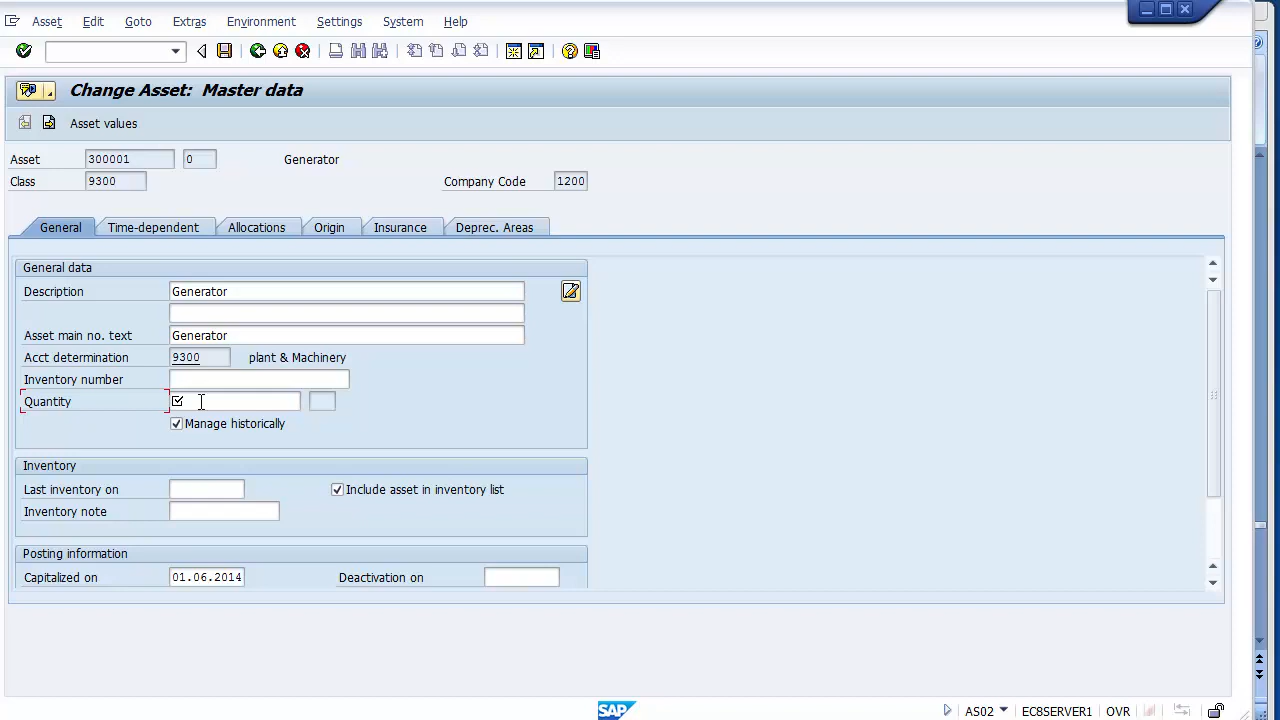 Asset Edit Goto Extras Environment Settings System Help
Change Asset: Master data
Asset values
Asset 300001 0 Generator
Class 9300 Company Code 1200
General Time-dependent Allocations Origin Insurance Deprec. Areas
General data
Description Generator
Asset main no. text Generator
Acct determination 9300 plant & Machinery
Inventory number
Quantity
Manage historically
Inventory
Last inventory on Include asset in inventory list
Inventory note
Posting information
Capitalized on 01.06.2014 Deactivation on
SAP AS02 ECSERVER1 OVR